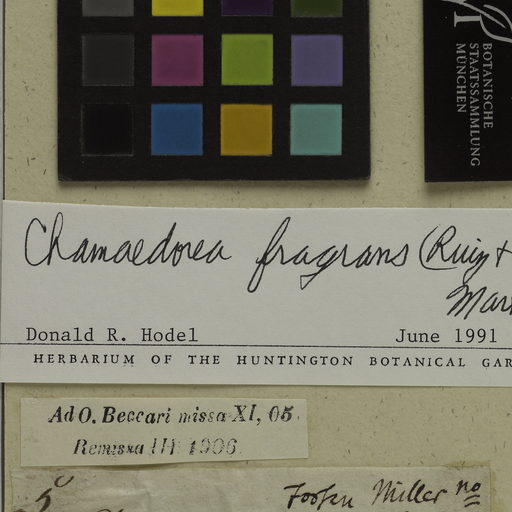 BOTANISCHE
STAATSSAMMLUNG
MÜNCHEN
Chamaedorea fragrans (Ruiz +
Mart
Donald R. Hodel June 1991
HERBARIUM OF THE HUNTINGTON BOTANICAL GAR
Ad O. Beccari missa XI, 05.
Remissa III 1906
Miller no